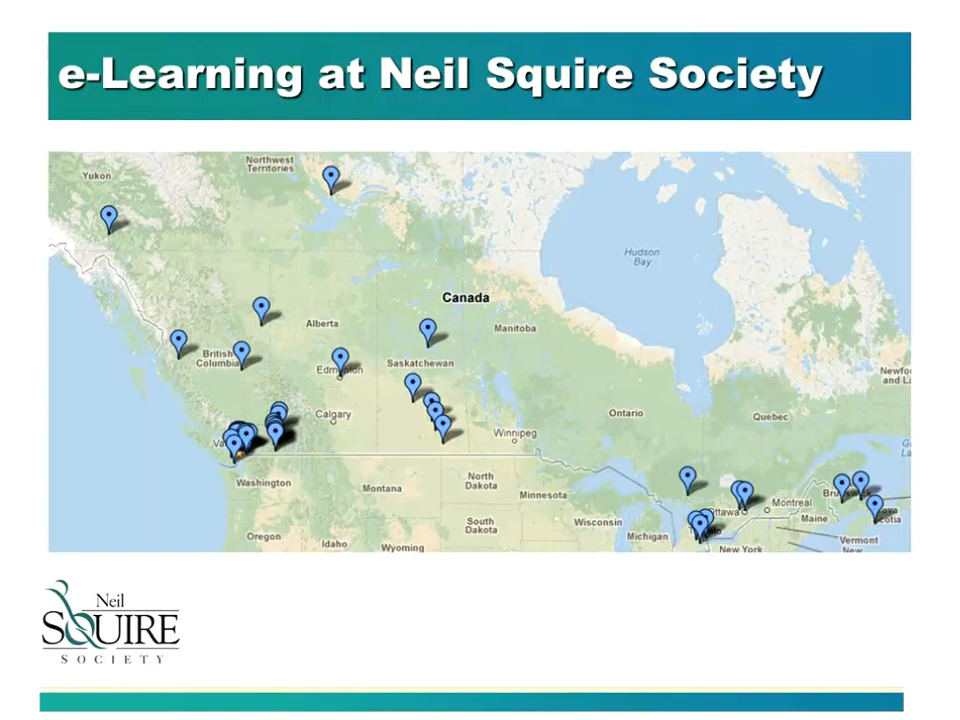 e-Learning at Neil Squire Society
Northwest
Territories
Yukon
Hudson
Bay
Canada
Alberta
Manitoba
British
Columbia
Saskatchewan
Newfo
and La
Calgary
Ontario
Quebec
Winnipeg
Washington
Montana
North
Dakota
Minnesota
Montreal
Maine
Oregon
Idaho
Wyoming
South
Dakota
Wisconsin
Michigan
New York
Vermont
New
Neil
SQUIRE
SOCIETY